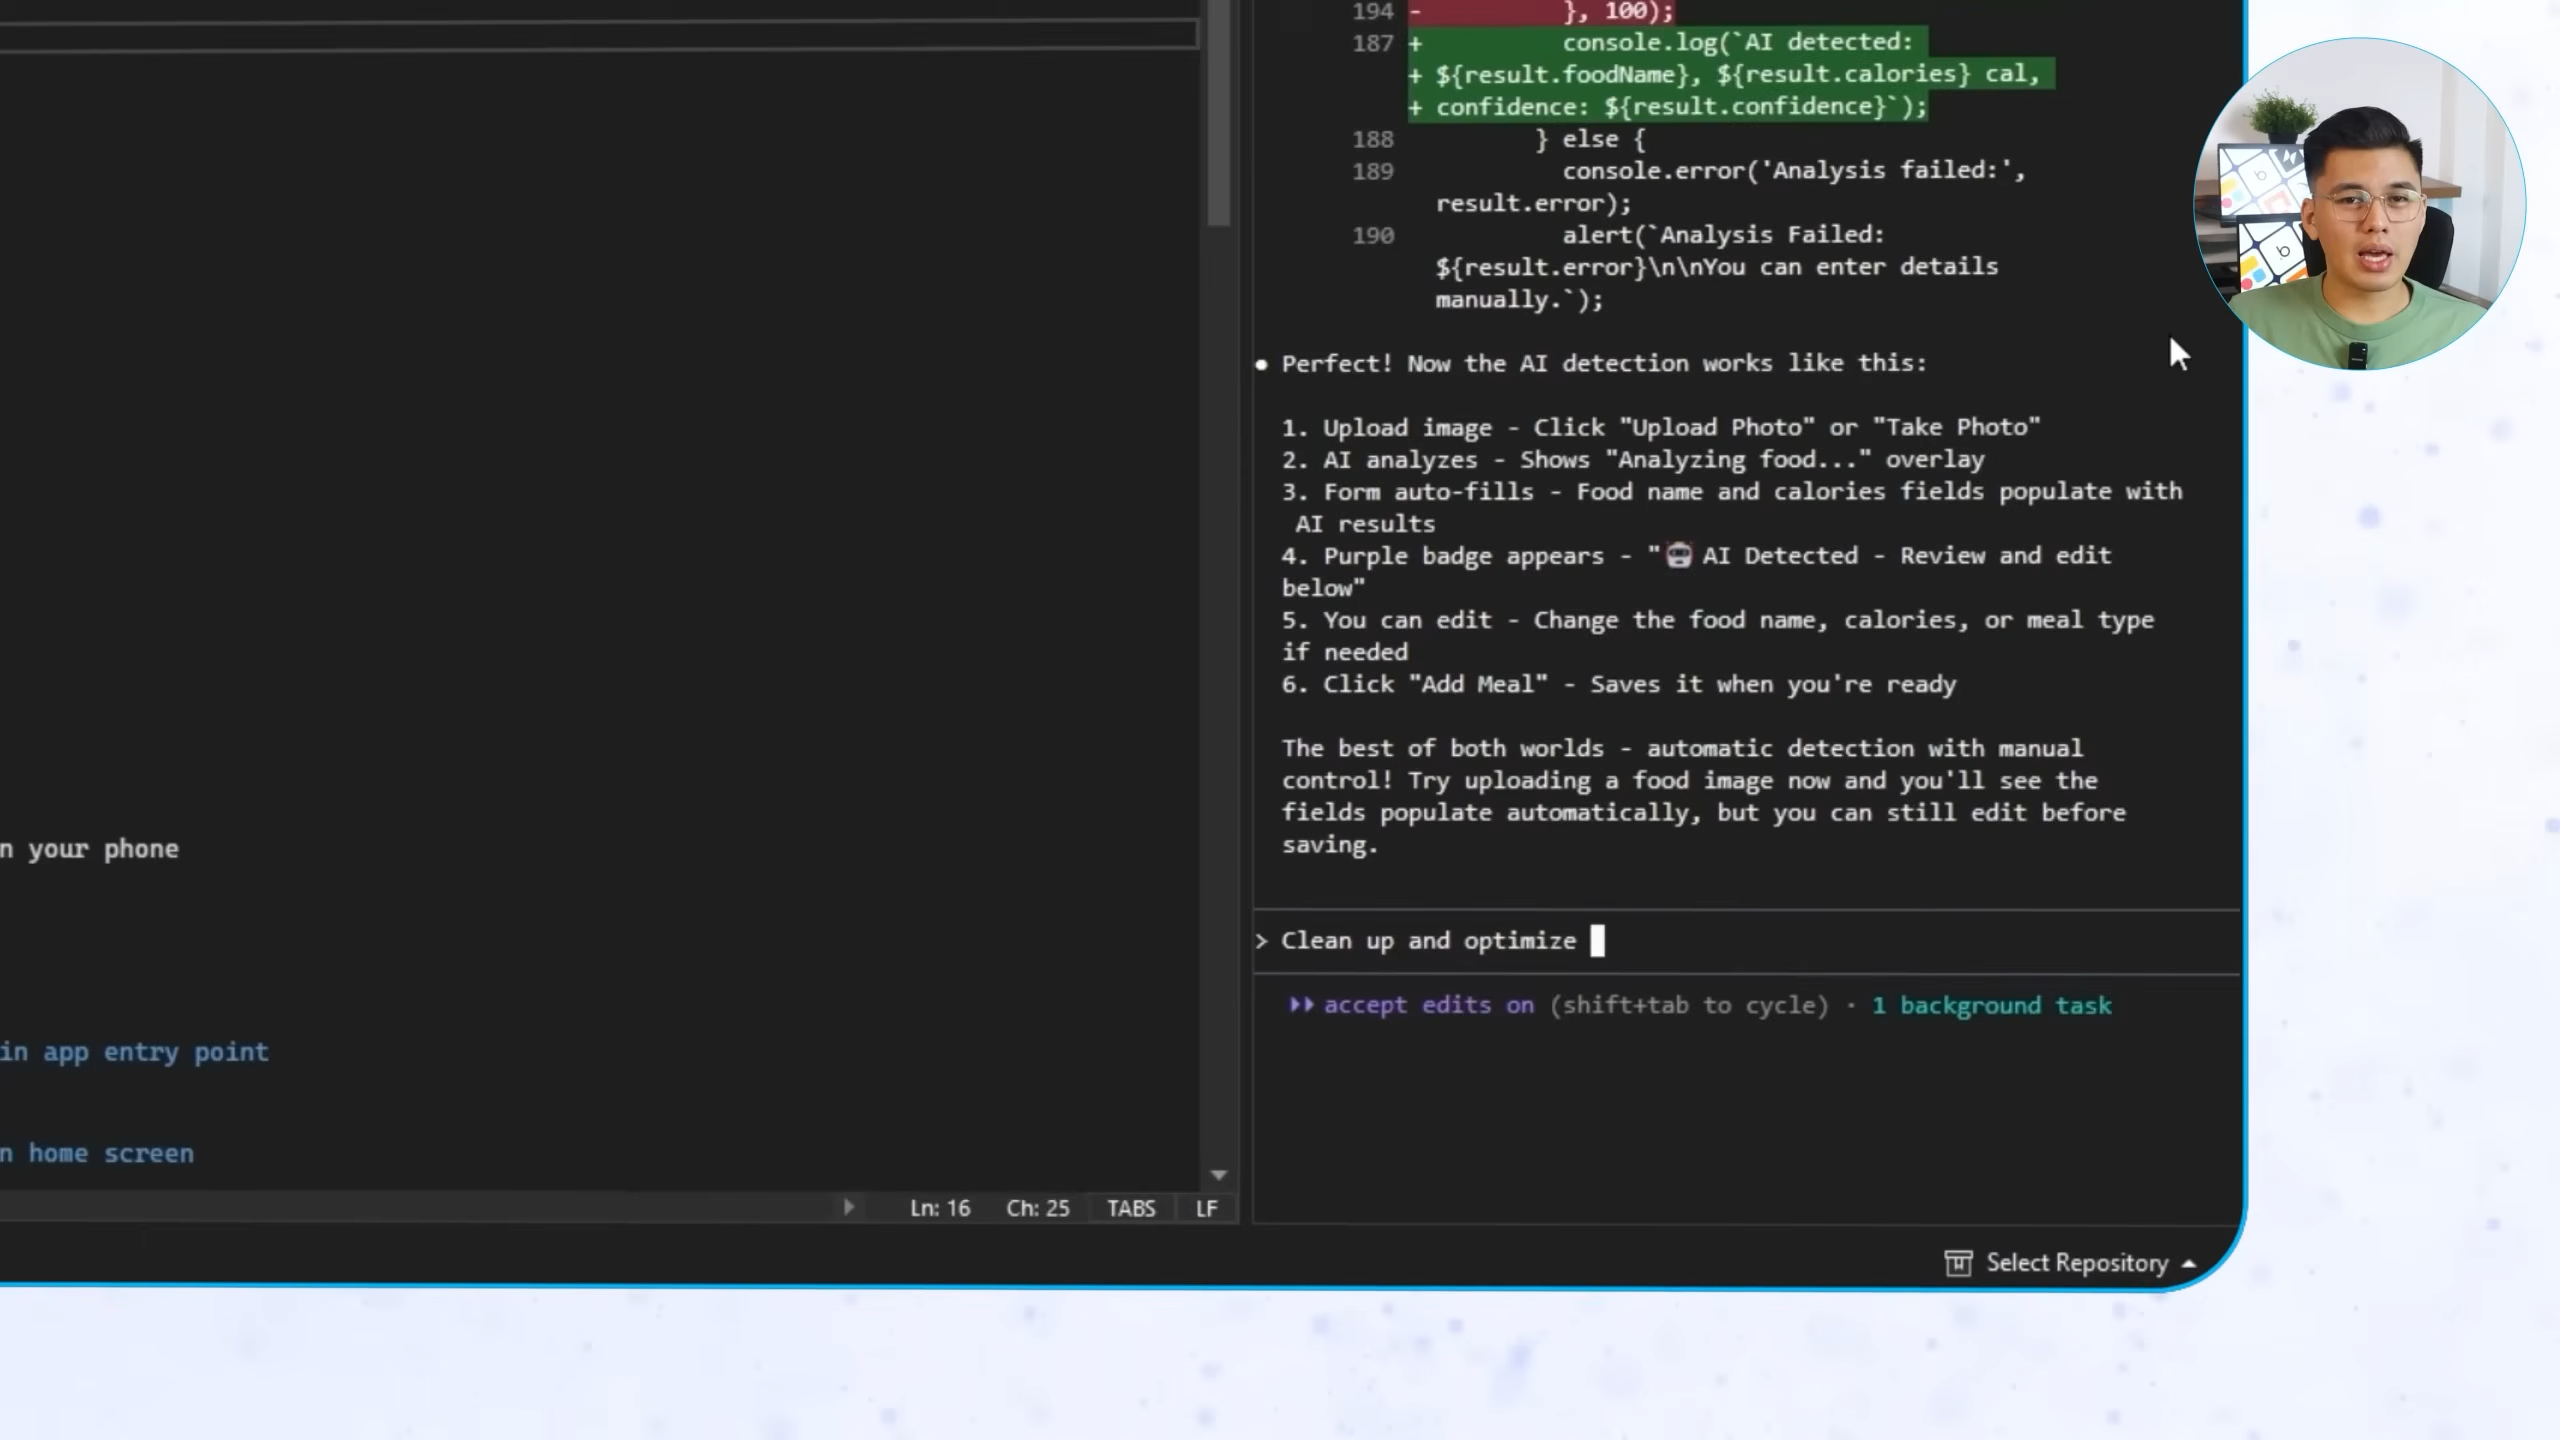 194 - }, 100);
187 + console.log(`AI detected:
+ ${result.foodName}, ${result.calories} cal,
+ confidence: ${result.confidence}`);
188 } else {
189 console.error('Analysis failed:',
result.error);
190 alert(`Analysis Failed:
${result.error}\n\nYou can enter details
manually.`);
● Perfect! Now the AI detection works like this:
1. Upload image - Click "Upload Photo" or "Take Photo"
2. AI analyzes - Shows "Analyzing food..." overlay
3. Form auto-fills - Food name and calories fields populate with
AI results
4. Purple badge appears - "🤖 AI Detected - Review and edit
below"
5. You can edit - Change the food name, calories, or meal type
if needed
6. Click "Add Meal" - Saves it when you're ready
The best of both worlds - automatic detection with manual
control! Try uploading a food image now and you'll see the
fields populate automatically, but you can still edit before
saving.
> Clean up and optimize
⏵⏵ accept edits on (shift+tab to cycle) · 1 background task
n your phone
in app entry point
n home screen
Ln: 16 Ch: 25 TABS LF
Select Repository